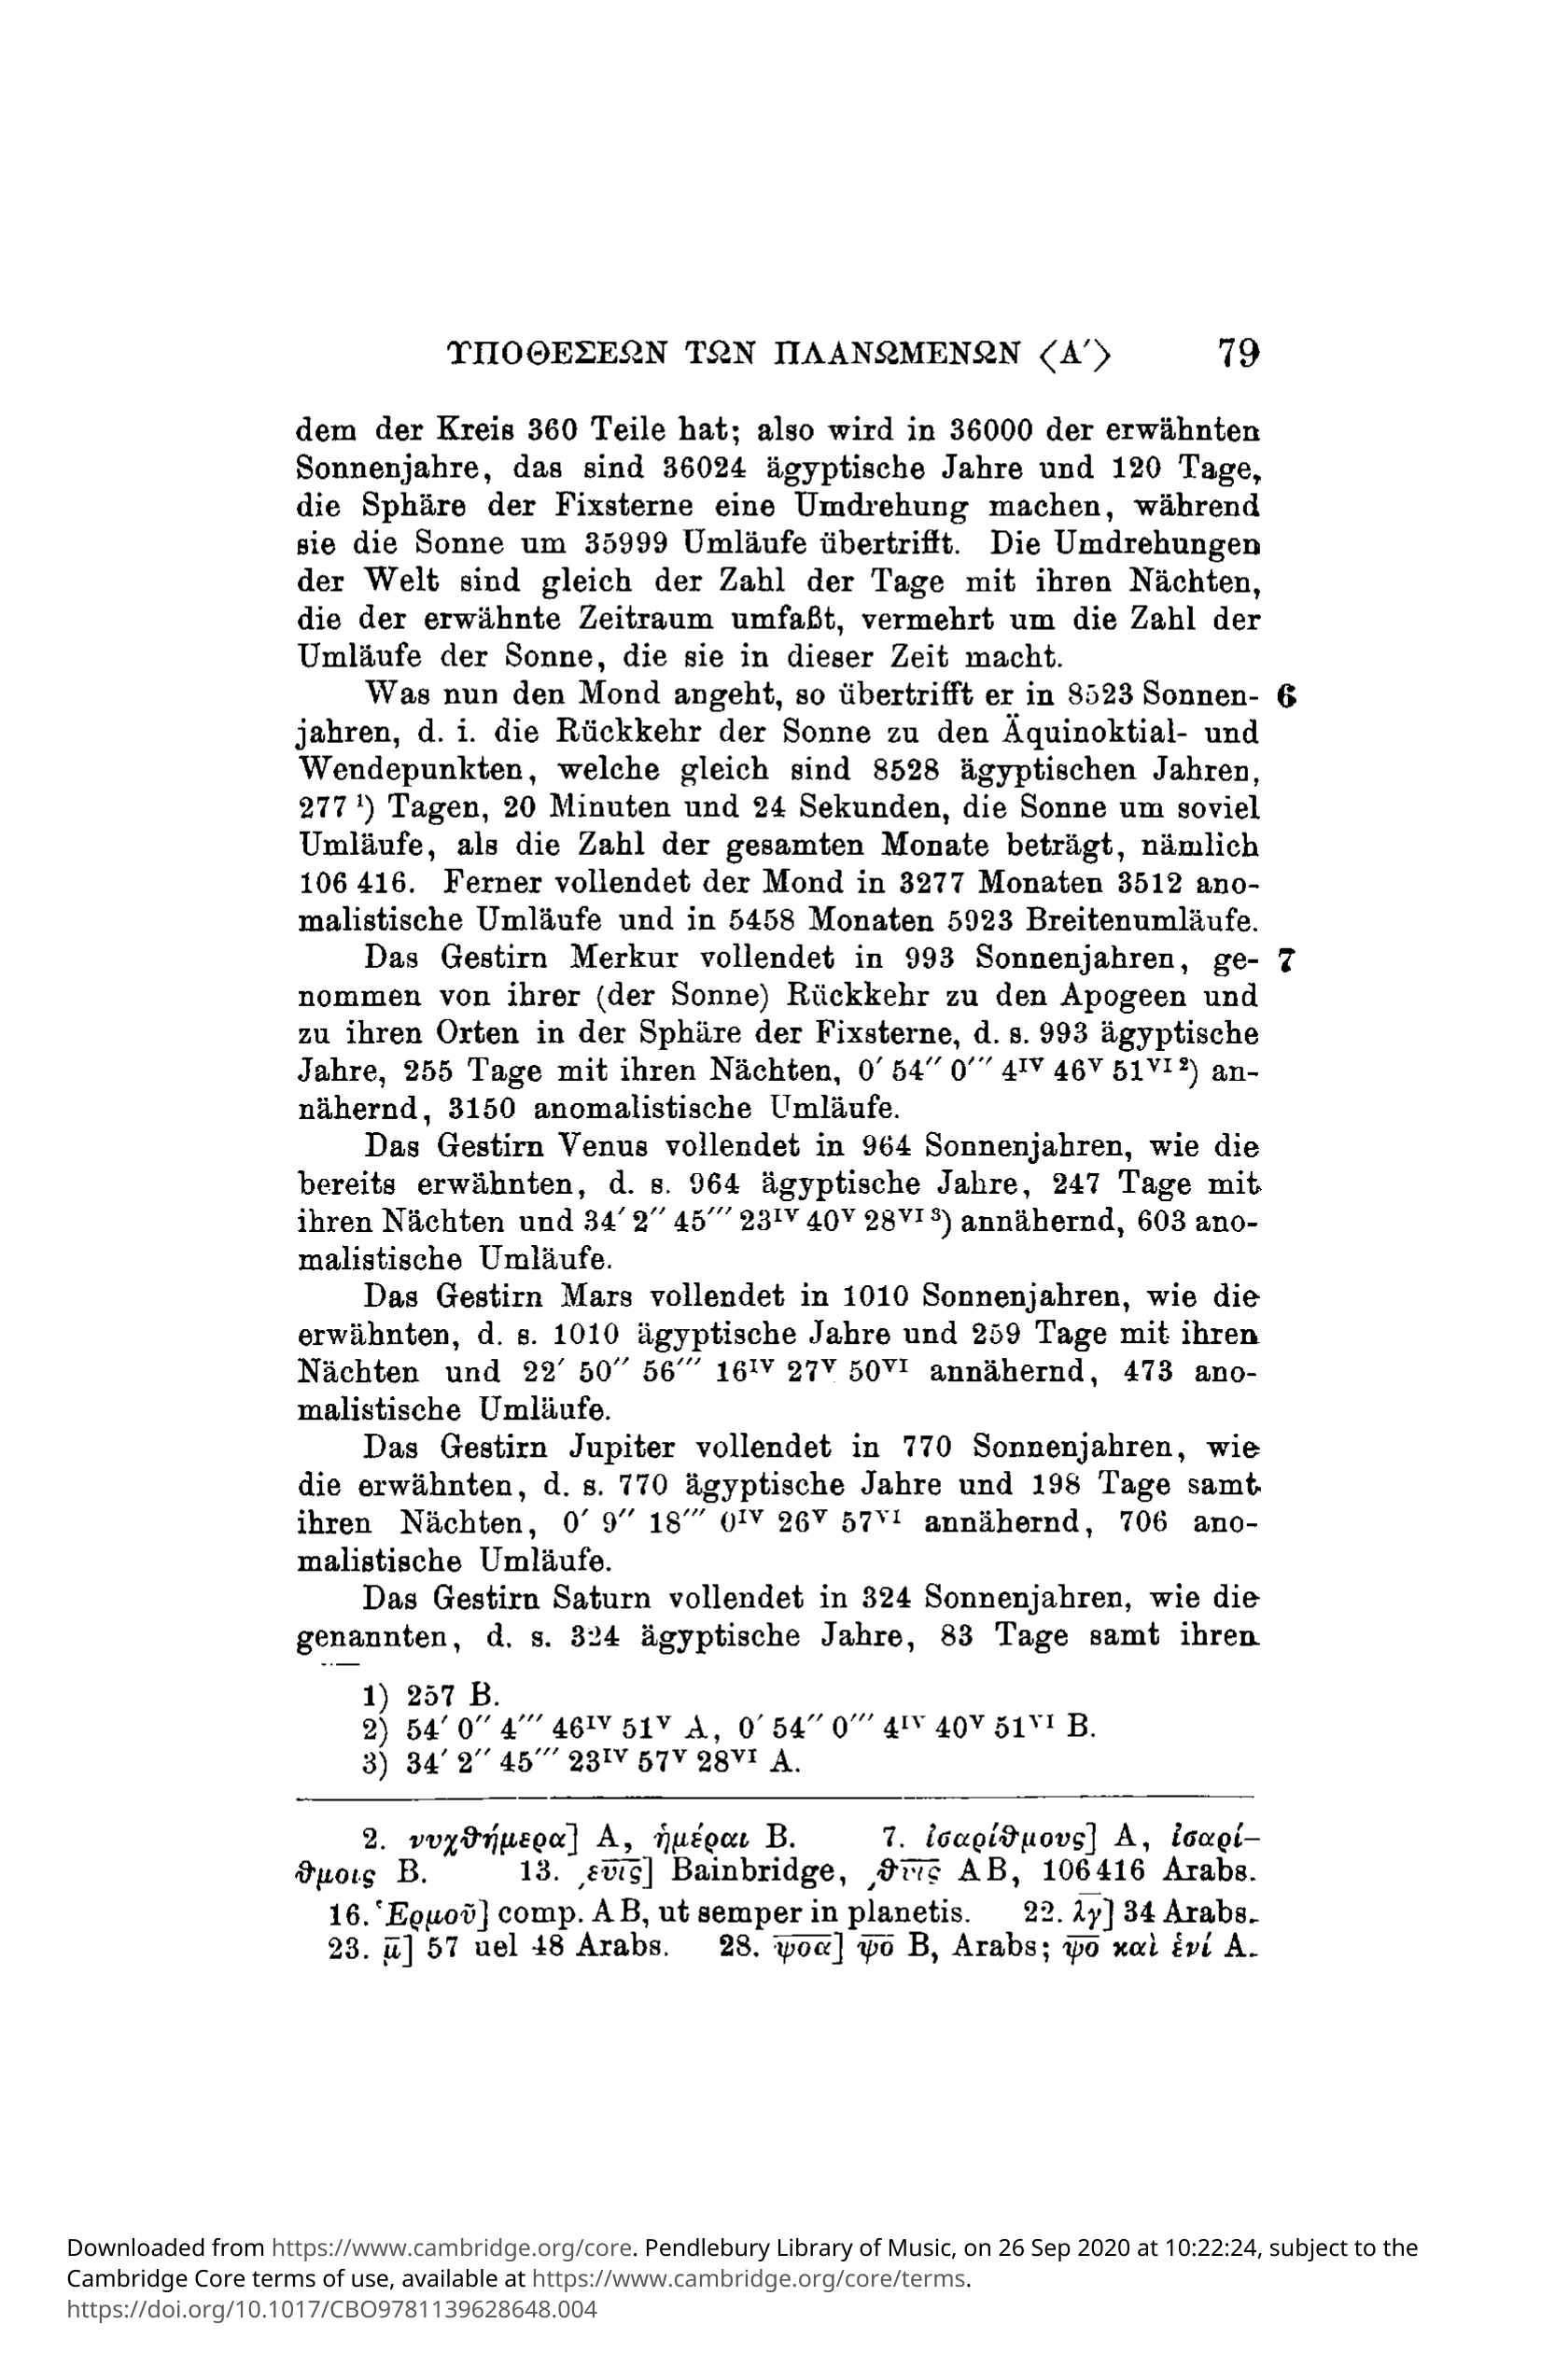 ΥΠΟΘΕΣΕΩΝ ΤΩΝ ΠΛΑΝΩΜΕΝΩΝ ⟨Α′⟩ 79
dem der Kreis 360 Teile hat; also wird in 36000 der erwähnten
Sonnenjahre, das sind 36024 ägyptische Jahre und 120 Tage,
die Sphäre der Fixsterne eine Umdrehung machen, während
sie die Sonne um 35999 Umläufe übertrifft. Die Umdrehungen
der Welt sind gleich der Zahl der Tage mit ihren Nächten,
die der erwähnte Zeitraum umfaßt, vermehrt um die Zahl der
Umläufe der Sonne, die sie in dieser Zeit macht.
Was nun den Mond angeht, so übertrifft er in 8523 Sonnen- 6
jahren, d. i. die Rückkehr der Sonne zu den Äquinoktial- und
Wendepunkten, welche gleich sind 8528 ägyptischen Jahren,
277 ¹) Tagen, 20 Minuten und 24 Sekunden, die Sonne um soviel
Umläufe, als die Zahl der gesamten Monate beträgt, nämlich
106 416. Ferner vollendet der Mond in 3277 Monaten 3512 ano-
malistische Umläufe und in 5458 Monaten 5923 Breitenumläufe.
Das Gestirn Merkur vollendet in 993 Sonnenjahren, ge- 7
nommen von ihrer (der Sonne) Rückkehr zu den Apogeen und
zu ihren Orten in der Sphäre der Fixsterne, d. s. 993 ägyptische
Jahre, 255 Tage mit ihren Nächten, 0′ 54″ 0‴ 4ᴵⱽ 46ⱽ 51ⱽᴵ ²) an-
nähernd, 3150 anomalistische Umläufe.
Das Gestirn Venus vollendet in 964 Sonnenjahren, wie die
bereits erwähnten, d. s. 964 ägyptische Jahre, 247 Tage mit
ihren Nächten und 34′ 2″ 45‴ 23ᴵⱽ 40ⱽ 28ⱽᴵ ³) annähernd, 603 ano-
malistische Umläufe.
Das Gestirn Mars vollendet in 1010 Sonnenjahren, wie die
erwähnten, d. s. 1010 ägyptische Jahre und 259 Tage mit ihren
Nächten und 22′ 50″ 56‴ 16ᴵⱽ 27ⱽ 50ⱽᴵ annähernd, 473 ano-
malistische Umläufe.
Das Gestirn Jupiter vollendet in 770 Sonnenjahren, wie
die erwähnten, d. s. 770 ägyptische Jahre und 198 Tage samt
ihren Nächten, 0′ 9″ 18‴ 0ᴵⱽ 26ⱽ 57ⱽᴵ annähernd, 706 ano-
malistische Umläufe.
Das Gestirn Saturn vollendet in 324 Sonnenjahren, wie die
genannten, d. s. 324 ägyptische Jahre, 83 Tage samt ihren
1) 257 B.
2) 54′ 0″ 4‴ 46ᴵⱽ 51ⱽ A, 0′ 54″ 0‴ 4ᴵⱽ 40ⱽ 51ⱽᴵ B.
3) 34′ 2″ 45‴ 23ᴵⱽ 57ⱽ 28ⱽᴵ A.
2. νυχθήμερα] A, ἡμέραι B. 7. ἰσαρίθμους] A, ἰσαρί-
θμοις B. 13. ͵ευ̅ι̅ϛ̅] Bainbridge, ͵θυ̅ι̅ϛ̅ AB, 106416 Arabs.
16. Ἑρμοῦ] comp. AB, ut semper in planetis. 22. λ̅γ̅] 34 Arabs.
23. μ̅] 57 uel 48 Arabs. 28. ψ̅ο̅α̅] ψ̅ο̅ B, Arabs; ψ̅ο̅ καὶ ἑνί A.
Downloaded from https://www.cambridge.org/core. Pendlebury Library of Music, on 26 Sep 2020 at 10:22:24, subject to the
Cambridge Core terms of use, available at https://www.cambridge.org/core/terms.
https://doi.org/10.1017/CBO9781139628648.004